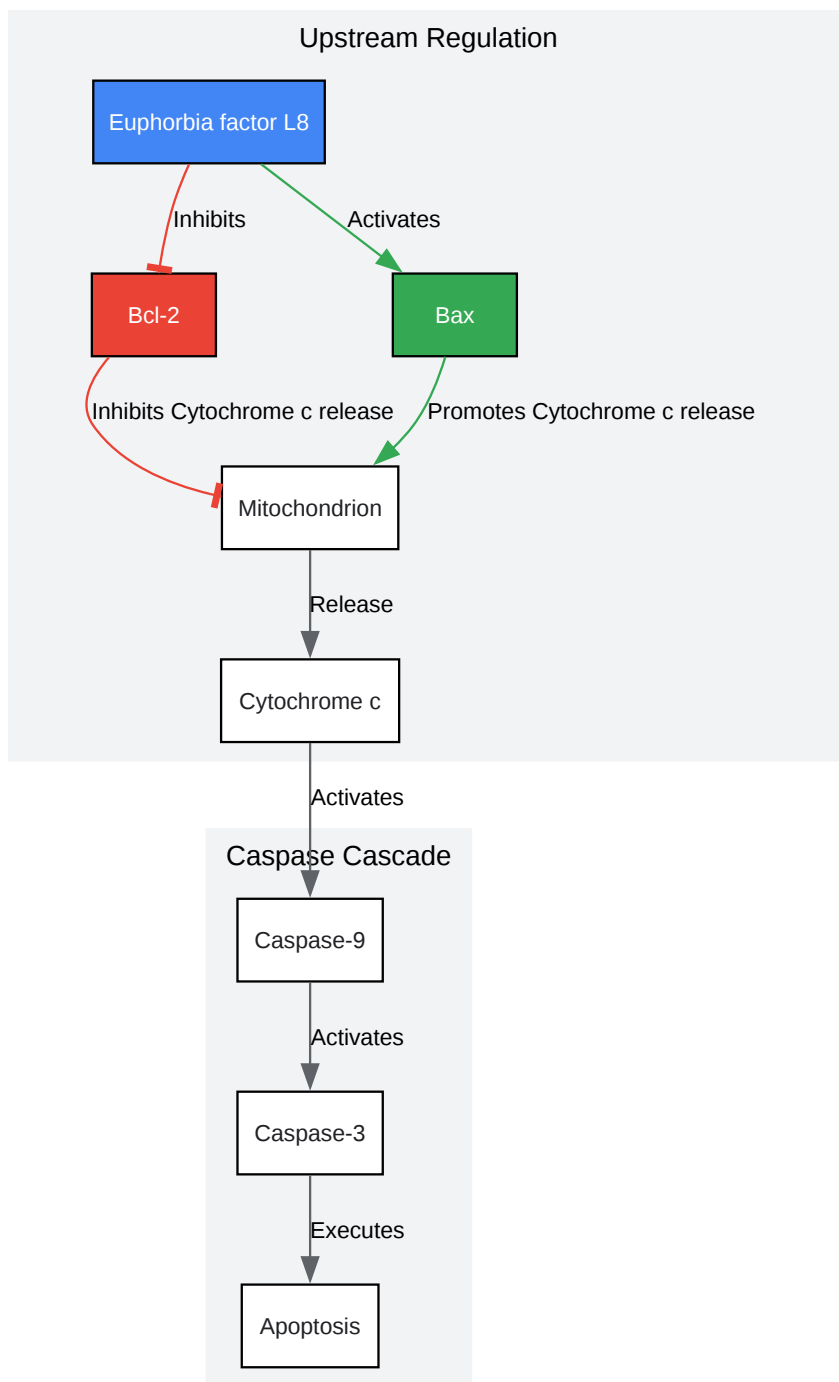 Upstream Regulation
Euphorbia factor L8
Inhibits
Activates
Bcl-2
Bax
Inhibits Cytochrome c release
Promotes Cytochrome c release
Mitochondrion
Release
Cytochrome c
Activates
Caspase Cascade
Caspase-9
Activates
Caspase-3
Executes
Apoptosis